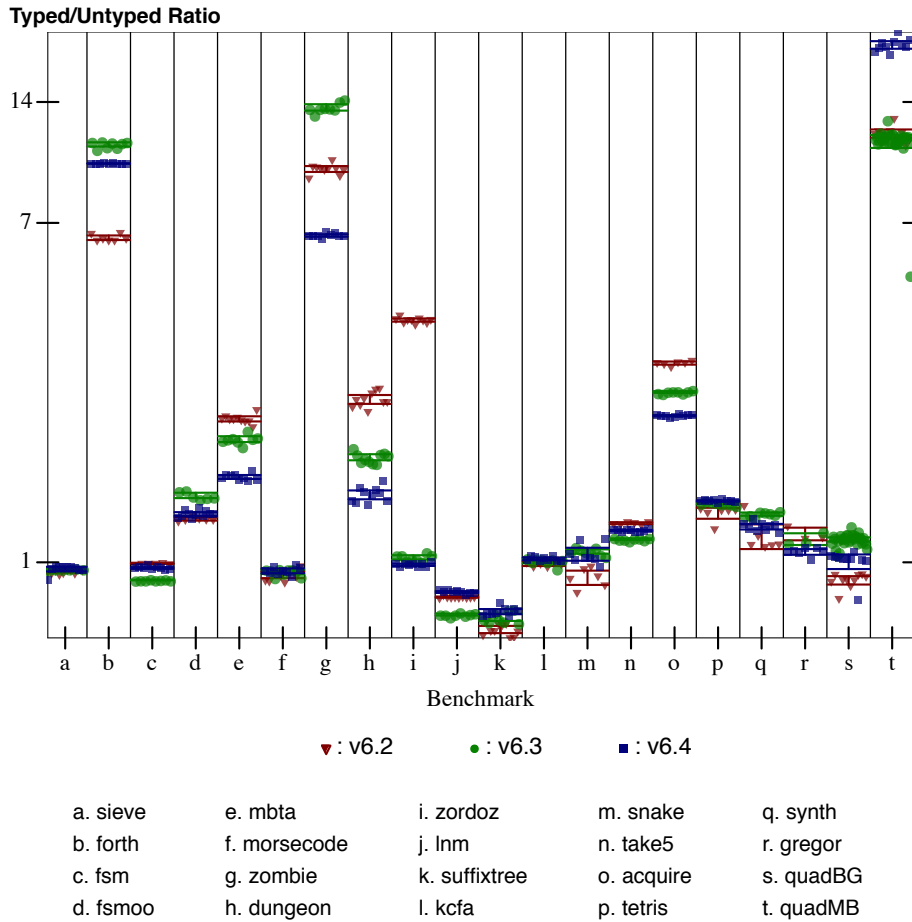 Typed/Untyped Ratio
14
7
1
a b c d e f g h i j k l m n o p q r s t
Benchmark
: v6.2 : v6.3 : v6.4
a. sieve e. mbta i. zordoz m. snake q. synth
b. forth f. morsecode j. lnm n. take5 r. gregor
c. fsm g. zombie k. suffixtree o. acquire s. quadBG
d. fsmoo h. dungeon l. kcfa p. tetris t. quadMB